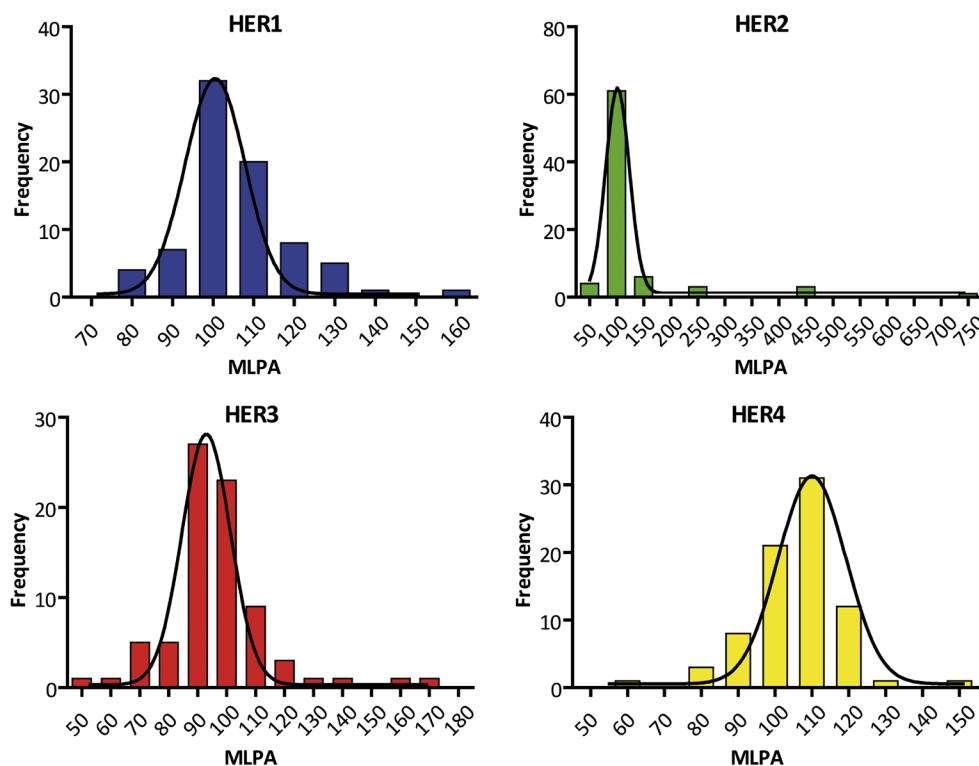 HER1
40
30
20
10
0
Frequency
70 80 90 100 110 120 130 140 150 160
MLPA
HER2
80
60
40
20
0
Frequency
50 100 150 200 250 300 350 400 450 500 550 600 650 700 750
MLPA
HER3
30
20
10
0
Frequency
50 60 70 80 90 100 110 120 130 140 160 170 180
MLPA
HER4
40
30
20
10
0
Frequency
50 60 70 80 90 100 110 120 130 140 150
MLPA